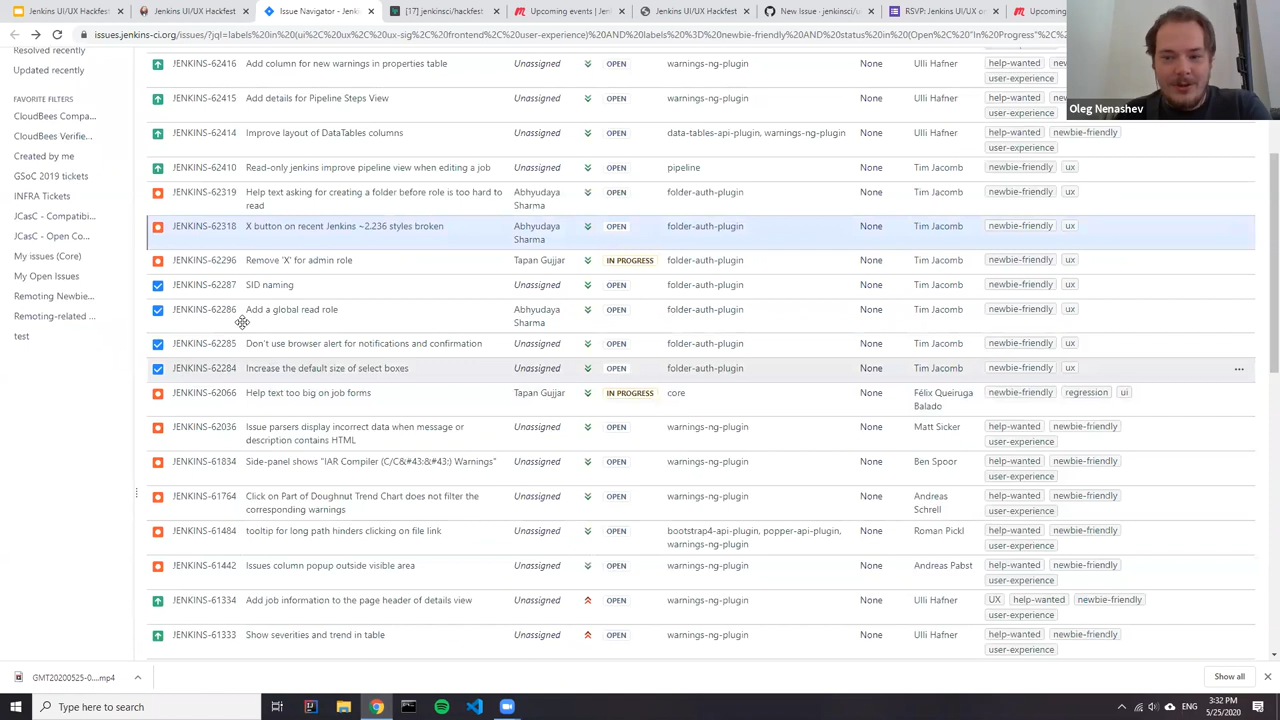 Jenkins UI/UX Hackfest
Jenkins UI/UX Hackfest
Issue Navigator - Jenki
[17] jenkinsci/hackfest:
Upcoming events | Jen
Jenkins UI/UX Hackfest
New Issue · jenkinsci/u
RSVP: Jenkins UX on
Upcoming
issues.jenkins-ci.org/issues/?jql=labels%20in%20(ui%2C%20ux%2C%20ux-sig%2C%20frontend%2C%20user-experience)%20AND%20labels%20%3D%20newbie-friendly%20AND%20status%20in%20(Open%2C%20"In%20Progress"%2C%
Oleg Nenashev
Resolved recently
Updated recently
FAVORITE FILTERS
CloudBees Compa...
CloudBees Verifie...
Created by me
GSoC 2019 tickets
INFRA Tickets
JCasC - Compatibi...
JCasC - Open Co...
My issues (Core)
My Open Issues
Remoting Newbie...
Remoting-related ...
test
JENKINS-62416 Add column for new warnings in properties table Unassigned OPEN warnings-ng-plugin None Ulli Hafner help-wanted
user-experience
JENKINS-62415 Add details for Pipeline Steps View Unassigned OPEN warnings-ng-plugin None Ulli Hafner help-wanted
user-experience
JENKINS-62414 Improve layout of DataTables columns Unassigned OPEN data-tables-api-plugin, warnings-ng-plugin None Ulli Hafner help-wanted newbie-friendly
user-experience
JENKINS-62410 Read-only jenkins improve pipeline view when editing a job Unassigned OPEN pipeline None Tim Jacomb newbie-friendly ux
JENKINS-62319 Help text asking for creating a folder before role is too hard to Abhyudaya OPEN folder-auth-plugin None Tim Jacomb newbie-friendly ux
read Sharma
JENKINS-62318 X button on recent Jenkins ~2.236 styles broken Abhyudaya OPEN folder-auth-plugin None Tim Jacomb newbie-friendly ux
Sharma
JENKINS-62296 Remove 'X' for admin role Tapan Gujjar IN PROGRESS folder-auth-plugin None Tim Jacomb newbie-friendly ux
JENKINS-62287 SID naming Unassigned OPEN folder-auth-plugin None Tim Jacomb newbie-friendly ux
JENKINS-62286 Add a global read role Abhyudaya OPEN folder-auth-plugin None Tim Jacomb newbie-friendly ux
Sharma
JENKINS-62285 Don't use browser alert for notifications and confirmation Unassigned OPEN folder-auth-plugin None Tim Jacomb newbie-friendly ux
JENKINS-62284 Increase the default size of select boxes Unassigned OPEN folder-auth-plugin None Tim Jacomb newbie-friendly ux
JENKINS-62066 Help text too big on job forms Tapan Gujjar IN PROGRESS core None Félix Queiruga newbie-friendly regression ui
Balado
JENKINS-62036 Issue parsers display incorrect data when message or Unassigned OPEN warnings-ng-plugin None Matt Sicker help-wanted newbie-friendly
description contains HTML user-experience
JENKINS-61834 Side-panel shows "IAR Compiler (C/C&#43;&#43;) Warnings" Unassigned OPEN warnings-ng-plugin None Ben Spoor help-wanted newbie-friendly
user-experience
JENKINS-61764 Click on Part of Doughnut Trend Chart does not filter the Unassigned OPEN warnings-ng-plugin None Andreas help-wanted newbie-friendly
corresponding warnings Schrell user-experience
JENKINS-61484 tooltip for long path hinders clicking on file link Unassigned OPEN bootstrap4-api-plugin, popper-api-plugin, None Roman Pickl help-wanted newbie-friendly
warnings-ng-plugin user-experience
JENKINS-61442 Issues column popup outside visible area Unassigned OPEN warnings-ng-plugin None Andreas Pabst help-wanted newbie-friendly
user-experience
JENKINS-61334 Add job information to the page header of details view Unassigned OPEN warnings-ng-plugin None Ulli Hafner UX help-wanted newbie-friendly
user-experience
JENKINS-61333 Show severities and trend in table Unassigned OPEN warnings-ng-plugin None Ulli Hafner help-wanted newbie-friendly
user-experience
GMT20200525-0....mp4
Show all
Type here to search
ENG
3:32 PM
5/25/2020